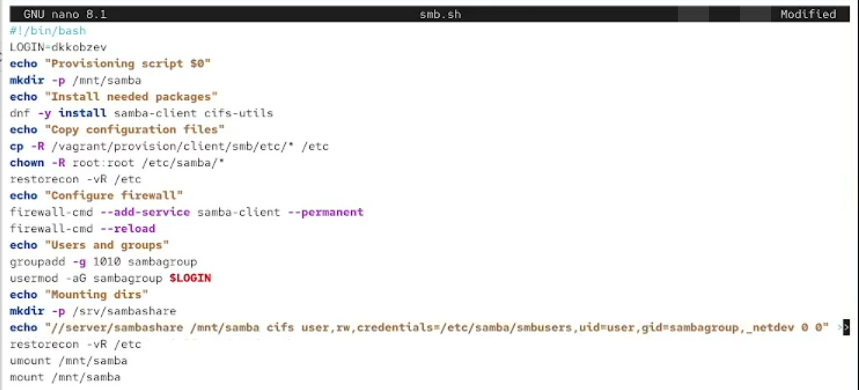 GNU nano 8.1 smb.sh Modified
#!/bin/bash
LOGIN=dkkobzev
echo "Provisioning script $0"
mkdir -p /mnt/samba
echo "Install needed packages"
dnf -y install samba-client cifs-utils
echo "Copy configuration files"
cp -R /vagrant/provision/client/smb/etc/* /etc
chown -R root:root /etc/samba/*
restorecon -vR /etc
echo "Configure firewall"
firewall-cmd --add-service samba-client --permanent
firewall-cmd --reload
echo "Users and groups"
groupadd -g 1010 sambagroup
usermod -aG sambagroup $LOGIN
echo "Mounting dirs"
mkdir -p /srv/sambashare
echo "//server/sambashare /mnt/samba cifs user,rw,credentials=/etc/samba/smbusers,uid=user,gid=sambagroup,_netdev 0 0" >
restorecon -vR /etc
umount /mnt/samba
mount /mnt/samba